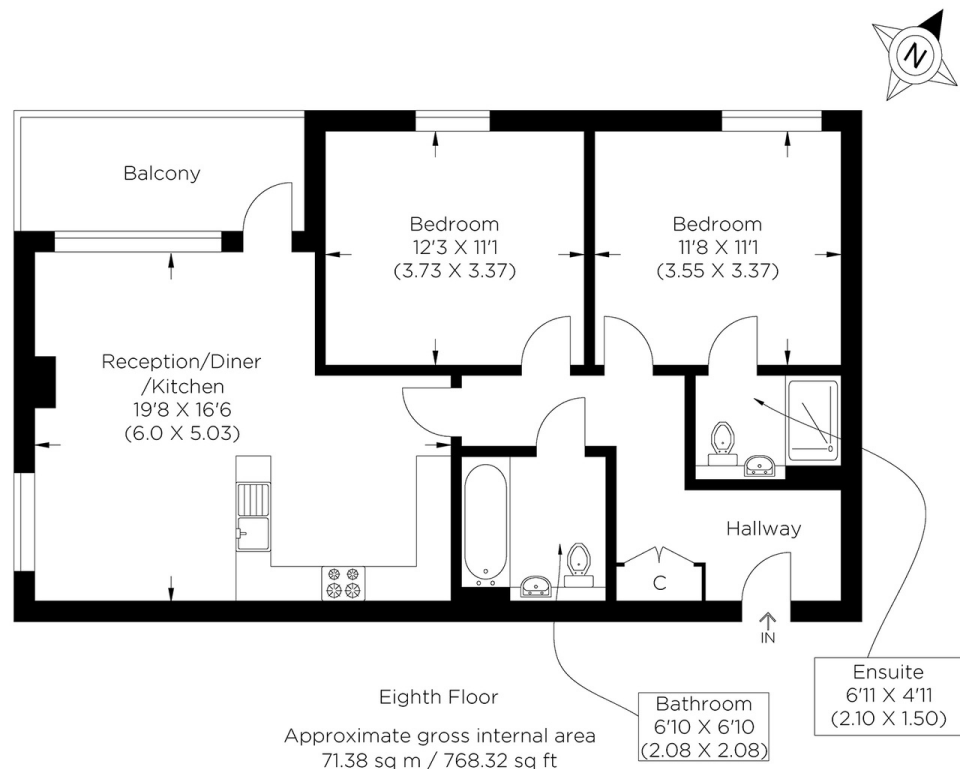 N
Balcony
Bedroom
12'3 X 11'1
(3.73 X 3.37)
Bedroom
11'8 X 11'1
(3.55 X 3.37)
Reception/Diner
/Kitchen
19'8 X 16'6
(6.0 X 5.03)
Hallway
C
IN
Ensuite
6'11 X 4'11
(2.10 X 1.50)
Bathroom
6'10 X 6'10
(2.08 X 2.08)
Eighth Floor
Approximate gross internal area
71.38 sq m / 768.32 sq ft